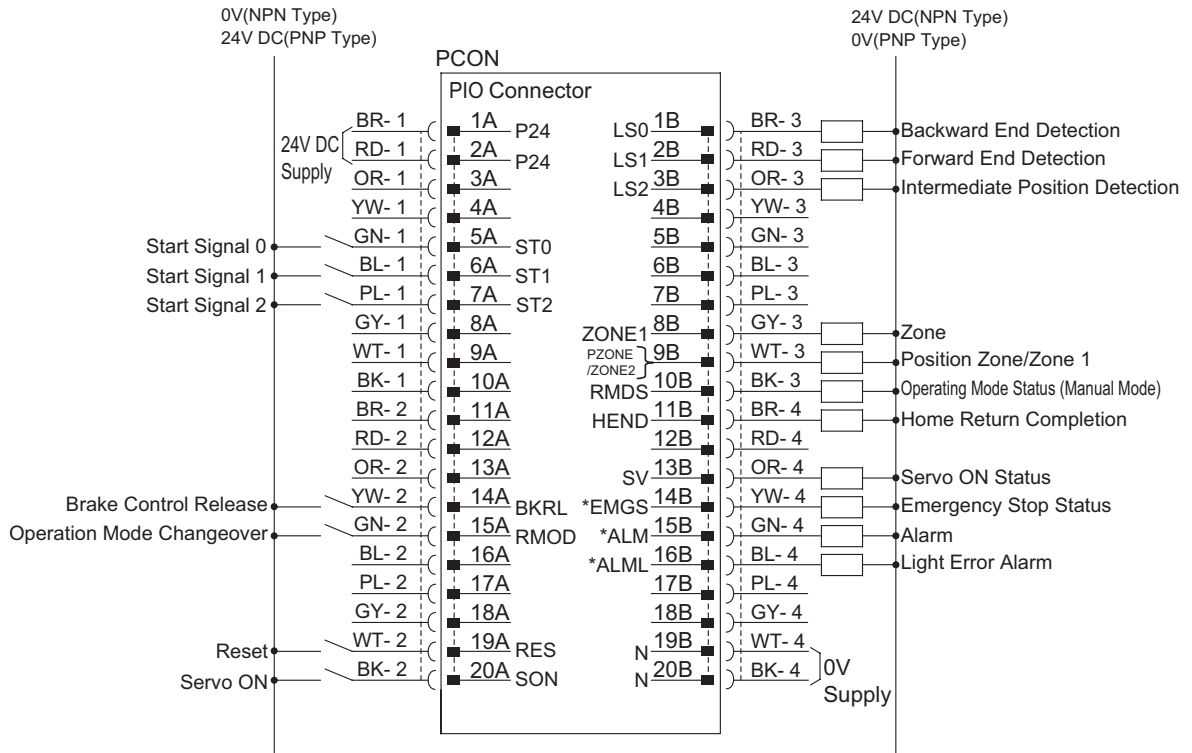 0V(NPN Type)
24V DC(PNP Type)
24V DC(NPN Type)
0V(PNP Type)
PCON
PIO Connector
BR- 1 1A P24 LS0 1B BR- 3 Backward End Detection
24V DC
Supply
RD- 1 2A P24 LS1 2B RD- 3 Forward End Detection
OR- 1 3A LS2 3B OR- 3 Intermediate Position Detection
YW- 1 4A 4B YW- 3
Start Signal 0 GN- 1 5A ST0 5B GN- 3
Start Signal 1 BL- 1 6A ST1 6B BL- 3
Start Signal 2 PL- 1 7A ST2 7B PL- 3
GY- 1 8A ZONE1 8B GY- 3 Zone
WT- 1 9A PZONE
/ZONE2 9B WT- 3 Position Zone/Zone 1
BK- 1 10A RMDS 10B BK- 3 Operating Mode Status (Manual Mode)
BR- 2 11A HEND 11B BR- 4 Home Return Completion
RD- 2 12A 12B RD- 4
OR- 2 13A SV 13B OR- 4 Servo ON Status
Brake Control Release YW- 2 14A BKRL *EMGS 14B YW- 4 Emergency Stop Status
Operation Mode Changeover GN- 2 15A RMOD *ALM 15B GN- 4 Alarm
BL- 2 16A *ALML 16B BL- 4 Light Error Alarm
PL- 2 17A 17B PL- 4
GY- 2 18A 18B GY- 4
Reset WT- 2 19A RES N 19B WT- 4
Servo ON BK- 2 20A SON N 20B BK- 4
0V
Supply